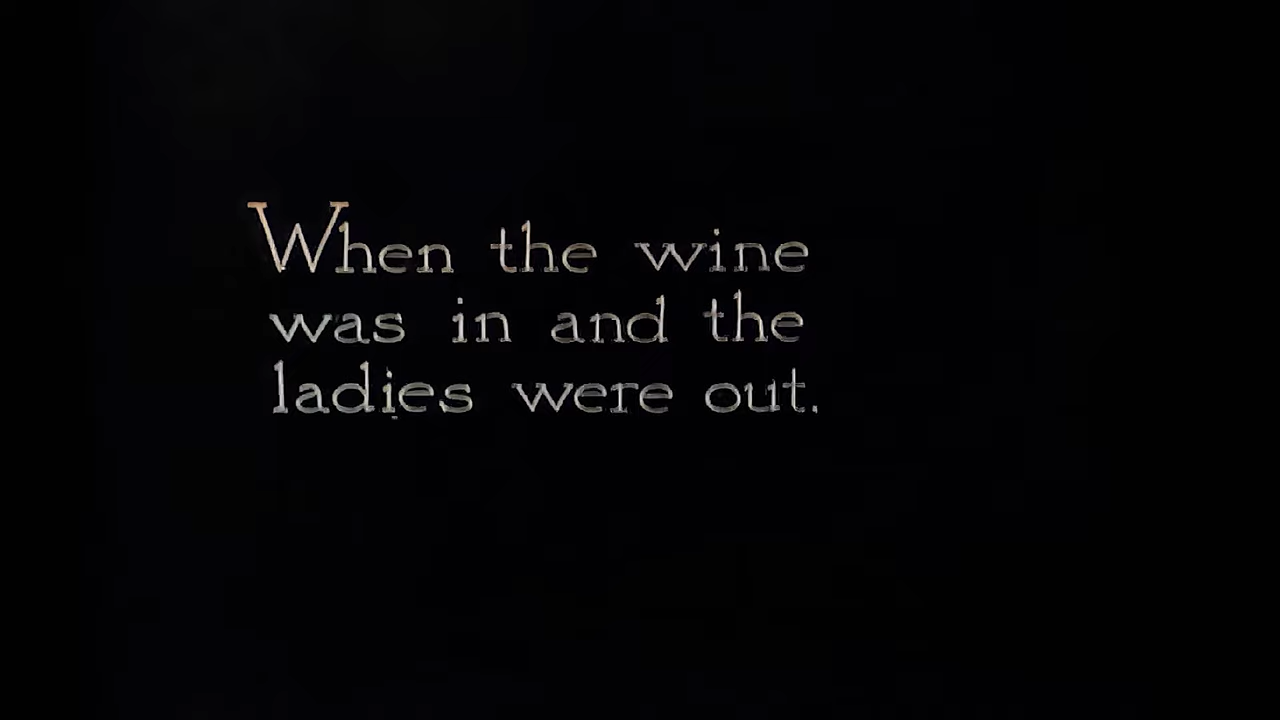 When the wine
was in and the
ladies were out.